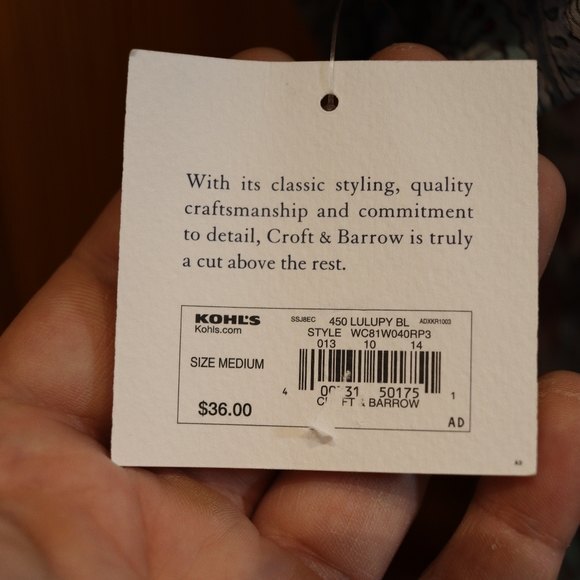 With its classic styling, quality
craftsmanship and commitment
to detail, Croft & Barrow is truly
a cut above the rest.
KOHL'S
Kohls.com
SSJ8EC 450 LULUPY BL ADXKR1003
STYLE WC81W040RP3
013 10 14
SIZE MEDIUM
4 50175 1
& BARROW
$36.00
AD